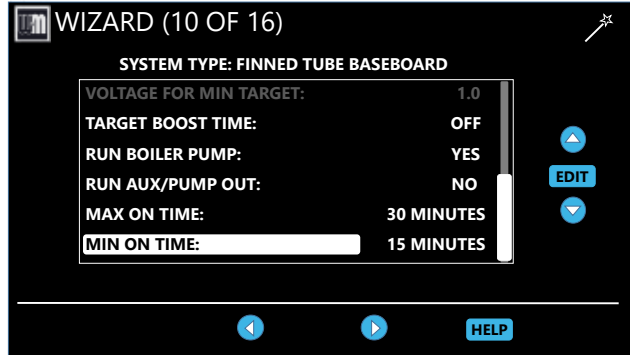 WIZARD (10 OF 16)
SYSTEM TYPE: FINNED TUBE BASEBOARD
VOLTAGE FOR MIN TARGET: 1.0
TARGET BOOST TIME: OFF
RUN BOILER PUMP: YES
RUN AUX/PUMP OUT: NO
MAX ON TIME: 30 MINUTES
MIN ON TIME: 15 MINUTES
EDIT
HELP